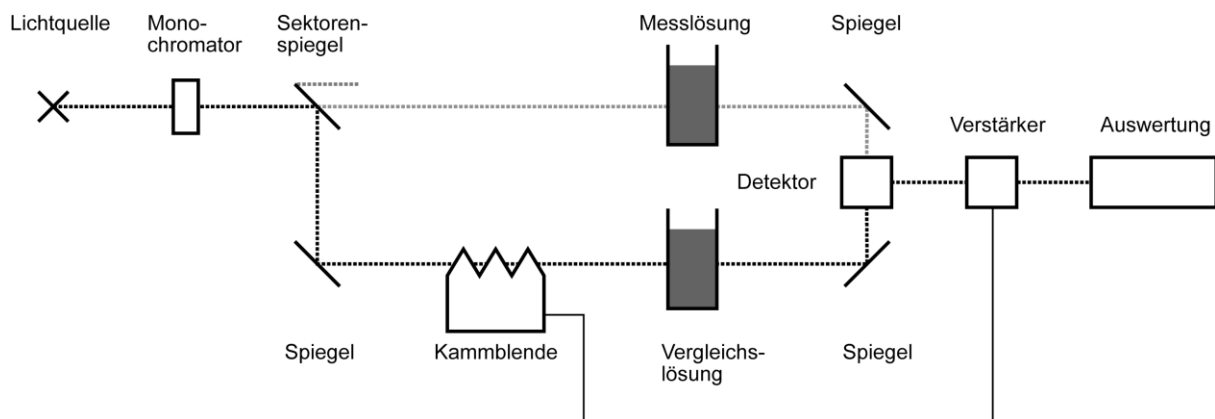 Lichtquelle
Mono-
chromator
Sektoren-
spiegel
Messlösung
Spiegel
Detektor
Verstärker
Auswertung
Spiegel
Kammblende
Vergleichs-
lösung
Spiegel